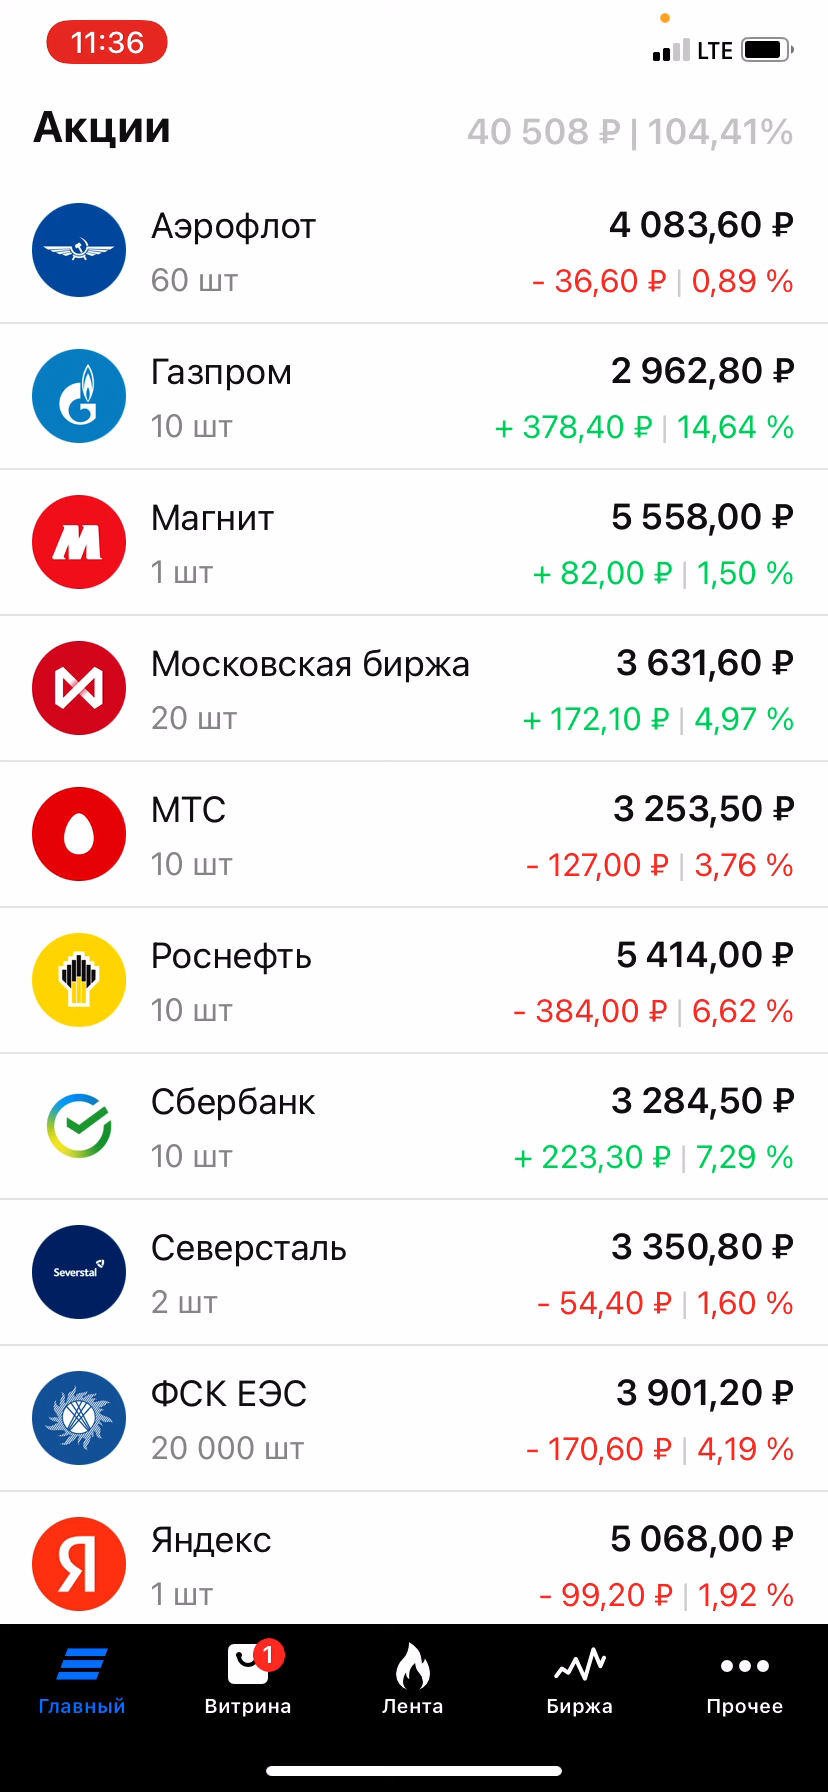 11:36
LTE
Акции
40 508 ₽ | 104,41%
Аэрофлот
4 083,60 ₽
60 шт
- 36,60 ₽ | 0,89 %
Газпром
2 962,80 ₽
10 шт
+ 378,40 ₽ | 14,64 %
Магнит
5 558,00 ₽
1 шт
+ 82,00 ₽ | 1,50 %
Московская биржа
3 631,60 ₽
20 шт
+ 172,10 ₽ | 4,97 %
МТС
3 253,50 ₽
10 шт
- 127,00 ₽ | 3,76 %
Роснефть
5 414,00 ₽
10 шт
- 384,00 ₽ | 6,62 %
Сбербанк
3 284,50 ₽
10 шт
+ 223,30 ₽ | 7,29 %
Severstal
Северсталь
3 350,80 ₽
2 шт
- 54,40 ₽ | 1,60 %
ФСК ЕЭС
3 901,20 ₽
20 000 шт
- 170,60 ₽ | 4,19 %
Я
Яндекс
5 068,00 ₽
1 шт
- 99,20 ₽ | 1,92 %
1
Главный
Витрина
Лента
Биржа
Прочее